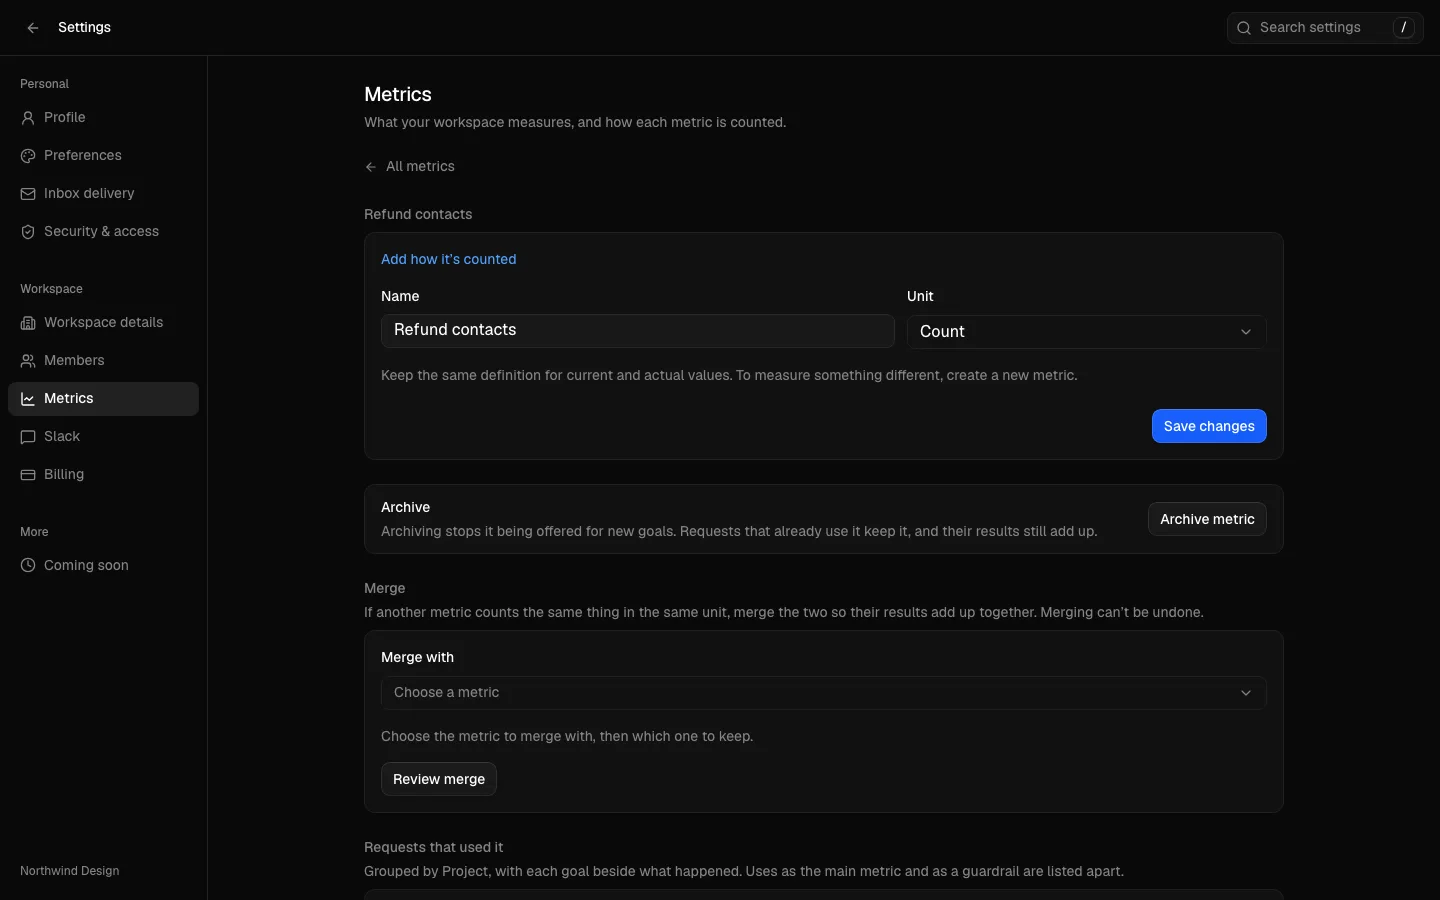 Settings
Search settings
/
Personal
Profile
Preferences
Inbox delivery
Security & access
Workspace
Workspace details
Members
Metrics
Slack
Billing
More
Coming soon
Northwind Design
Metrics
What your workspace measures, and how each metric is counted.
All metrics
Refund contacts
Add how it's counted
Name
Unit
Refund contacts
Count
Keep the same definition for current and actual values. To measure something different, create a new metric.
Save changes
Archive
Archiving stops it being offered for new goals. Requests that already use it keep it, and their results still add up.
Archive metric
Merge
If another metric counts the same thing in the same unit, merge the two so their results add up together. Merging can’t be undone.
Merge with
Choose a metric
Choose the metric to merge with, then which one to keep.
Review merge
Requests that used it
Grouped by Project, with each goal beside what happened. Uses as the main metric and as a guardrail are listed apart.